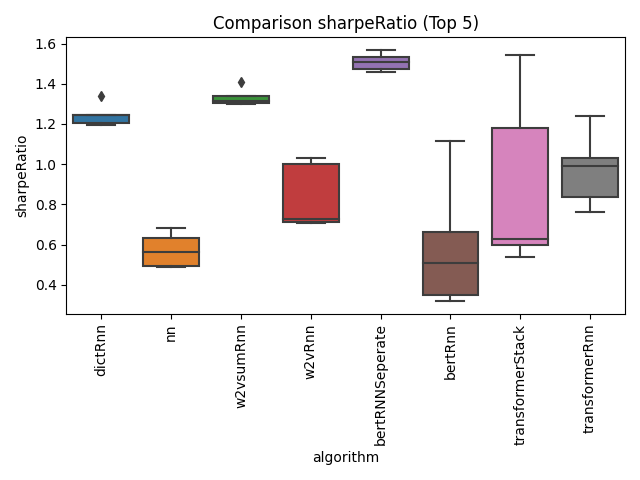 Comparison sharpeRatio (Top 5)
sharpeRatio
1.6
1.4
1.2
1.0
0.8
0.6
0.4
dictRnn
nn
w2vsumRnn
w2vRnn
bertRNNSeperate
bertRnn
transformerStack
transformerRnn
algorithm